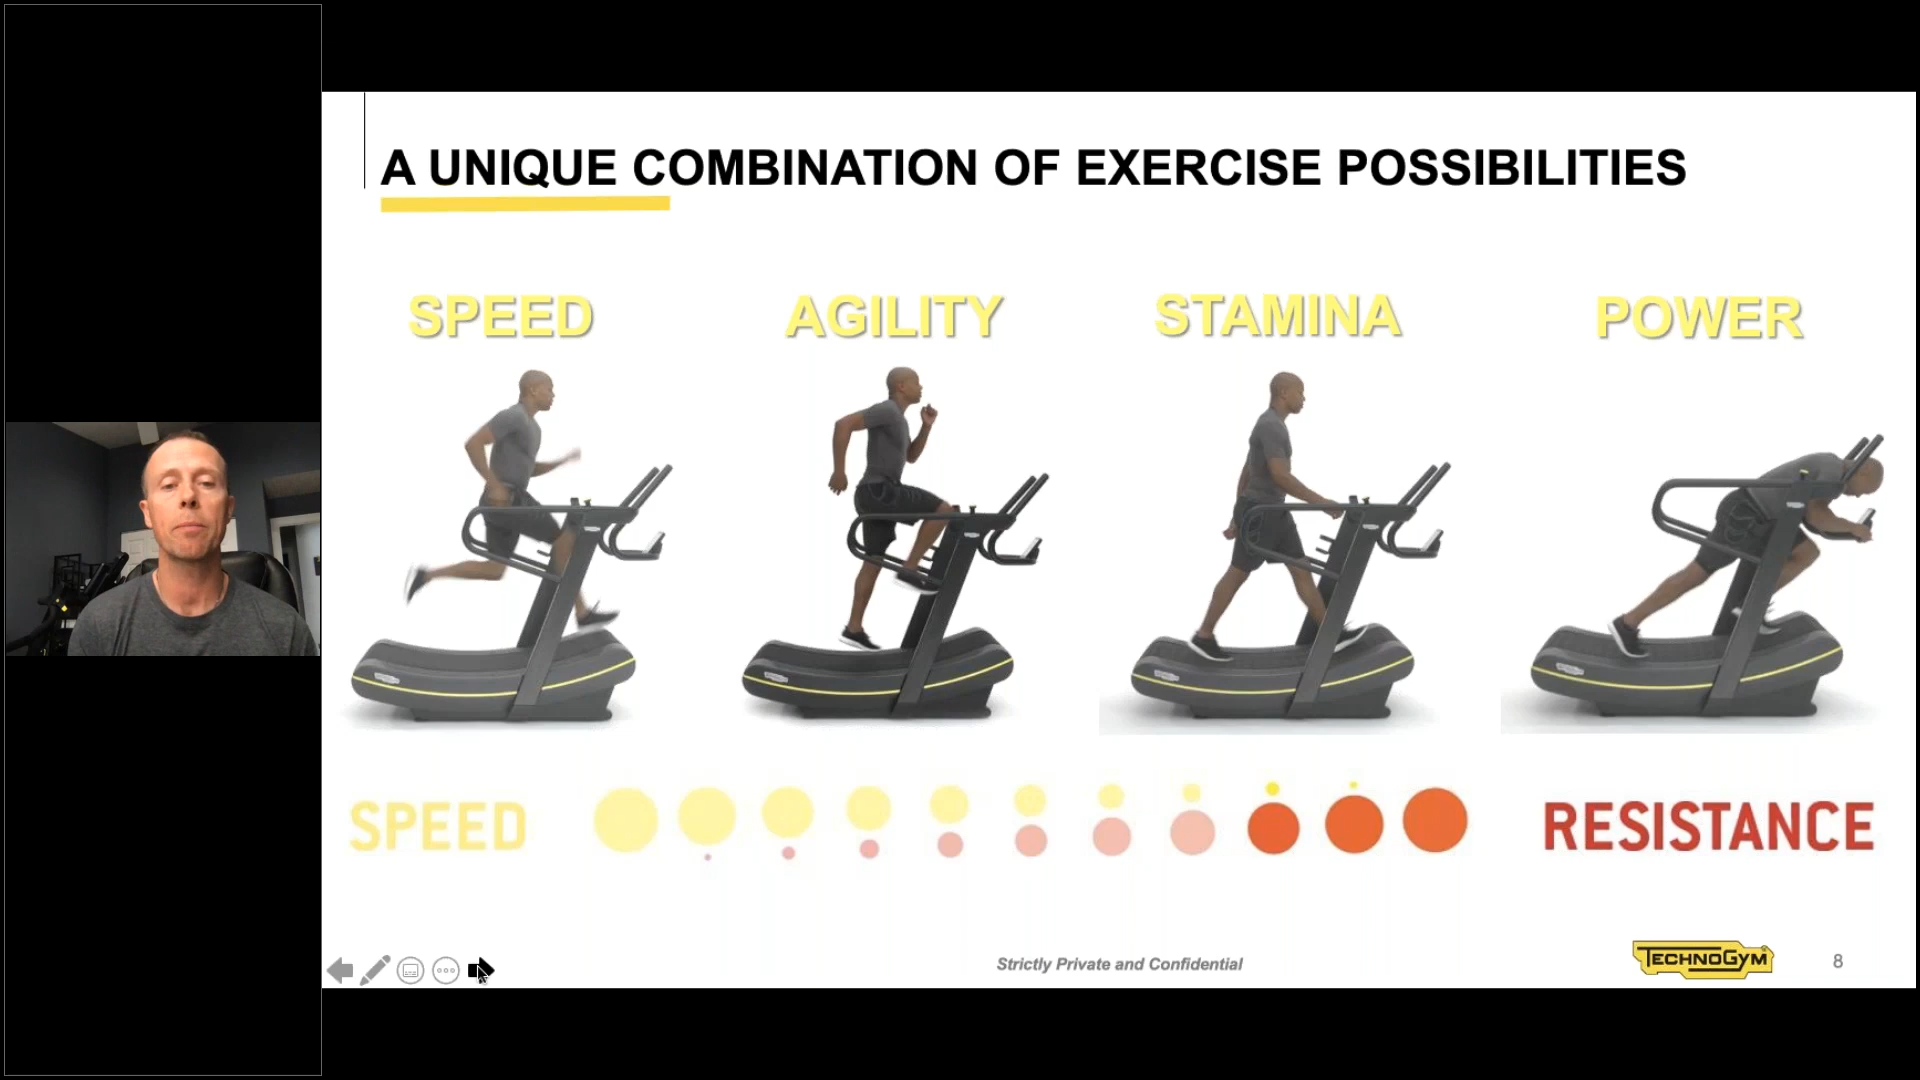 A UNIQUE COMBINATION OF EXERCISE POSSIBILITIES
SPEED
AGILITY
STAMINA
POWER
SPEED
RESISTANCE
Strictly Private and Confidential
TECHNOGYM
8